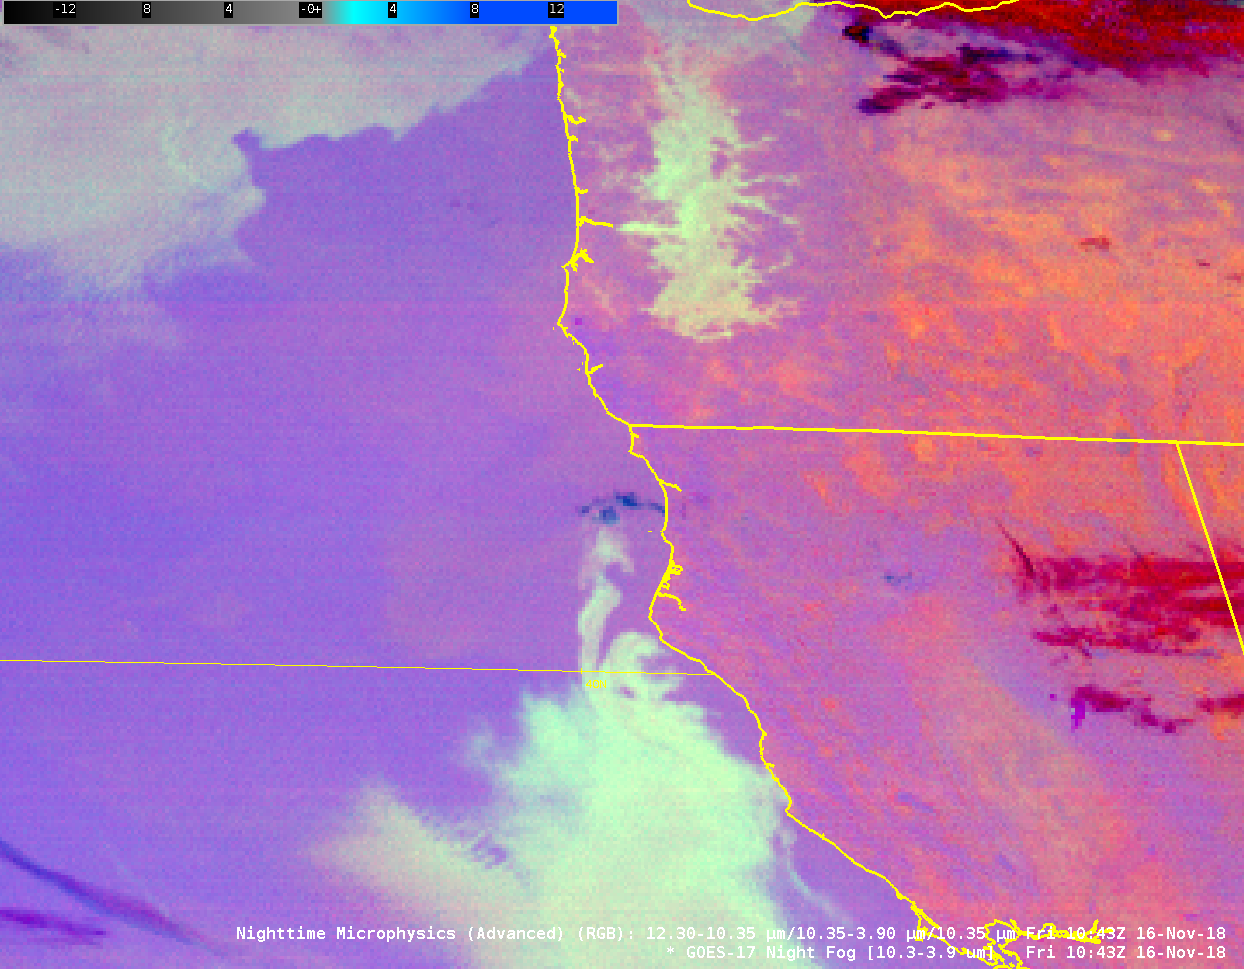 -12 8 4 -0+ 4 8 12
Nighttime Microphysics (Advanced) (RGB): 12.30-10.35 µm/10.35-3.90 µm/10.35 µm Fri 10:43Z 16-Nov-18
* GOES-17 Night Fog [10.3-3.9 um] Fri 10:43Z 16-Nov-18